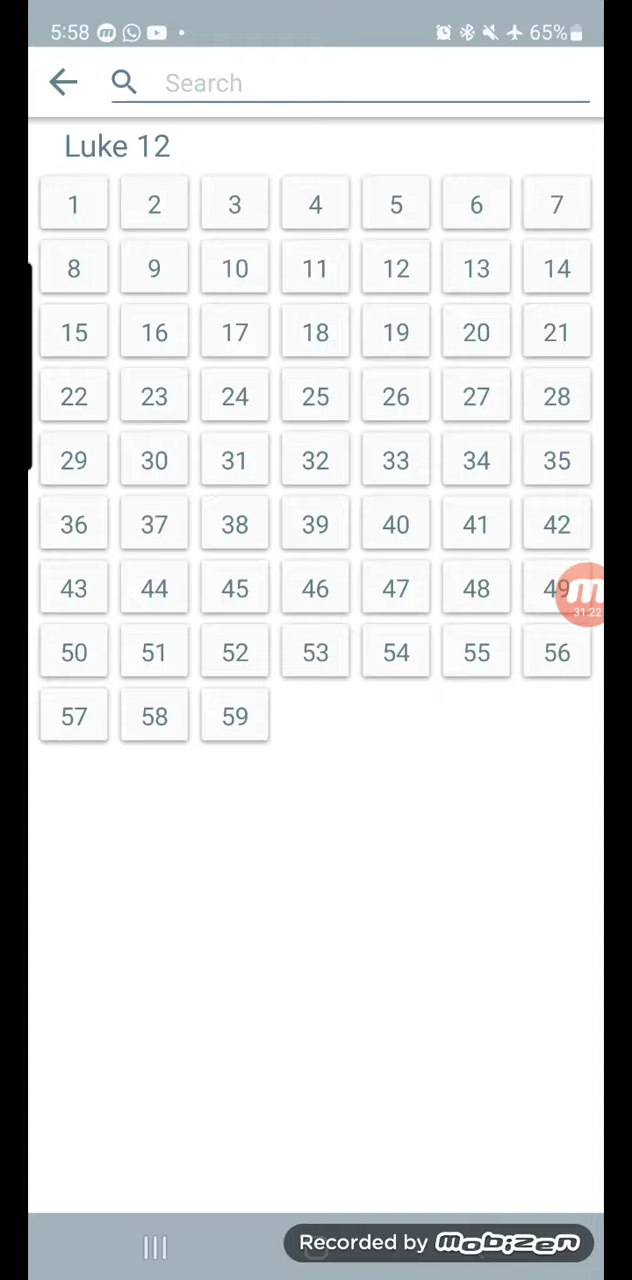 5:58 65%
Search
Luke 12
1 2 3 4 5 6 7
8 9 10 11 12 13 14
15 16 17 18 19 20 21
22 23 24 25 26 27 28
29 30 31 32 33 34 35
36 37 38 39 40 41 42
43 44 45 46 47 48 49
31:22
50 51 52 53 54 55 56
57 58 59
Recorded by mobizen